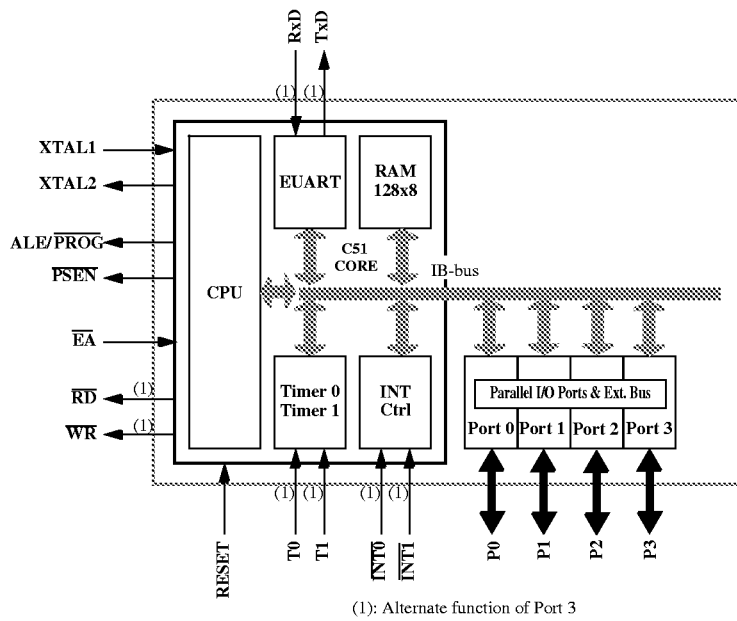 RxD
TxD
(1) (1)
XTAL1
XTAL2
ALE/PROG
PSEN
EA
(1)
RD
(1)
WR
CPU
EUART
RAM
128x8
C51
CORE
IB-bus
Timer 0
Timer 1
INT
Ctrl
Parallel I/O Ports & Ext. Bus
Port 0 Port 1 Port 2 Port 3
(1) (1) (1) (1)
RESET
T0
T1
INT0
INT1
P0
P1
P2
P3
(1): Alternate function of Port 3